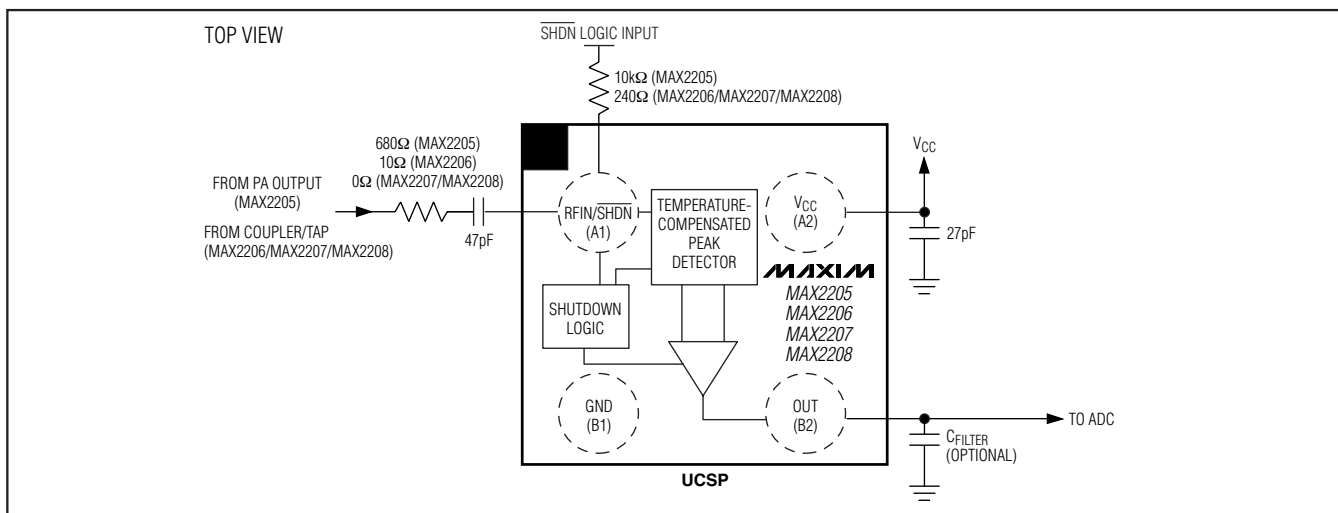 TOP VIEW
SHDN LOGIC INPUT
10kΩ (MAX2205)
240Ω (MAX2206/MAX2207/MAX2208)
680Ω (MAX2205)
10Ω (MAX2206)
0Ω (MAX2207/MAX2208)
FROM PA OUTPUT
(MAX2205)
FROM COUPLER/TAP
(MAX2206/MAX2207/MAX2208)
47pF
RFIN/SHDN
(A1)
TEMPERATURE-
COMPENSATED
PEAK
DETECTOR
VCC
(A2)
VCC
27pF
MAXIM
MAX2205
MAX2206
MAX2207
MAX2208
SHUTDOWN
LOGIC
GND
(B1)
OUT
(B2)
TO ADC
CFILTER
(OPTIONAL)
UCSP